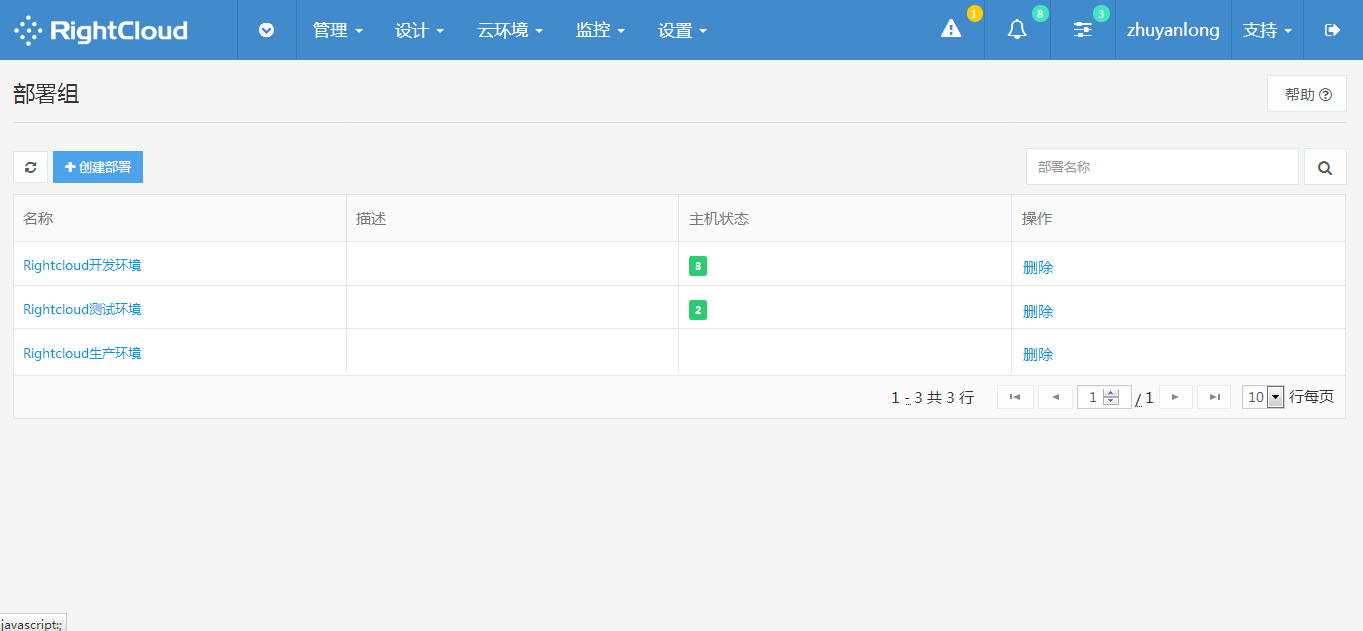 RightCloud 管理 设计 云环境 监控 设置 1 8 3 zhuyanlong 支持
部署组 帮助
创建部署 部署名称
名称 描述 主机状态 操作
Rightcloud开发环境 3 删除
Rightcloud测试环境 2 删除
Rightcloud生产环境 删除
1 - 3 共 3 行 1 / 1 10 行每页
javascript:;